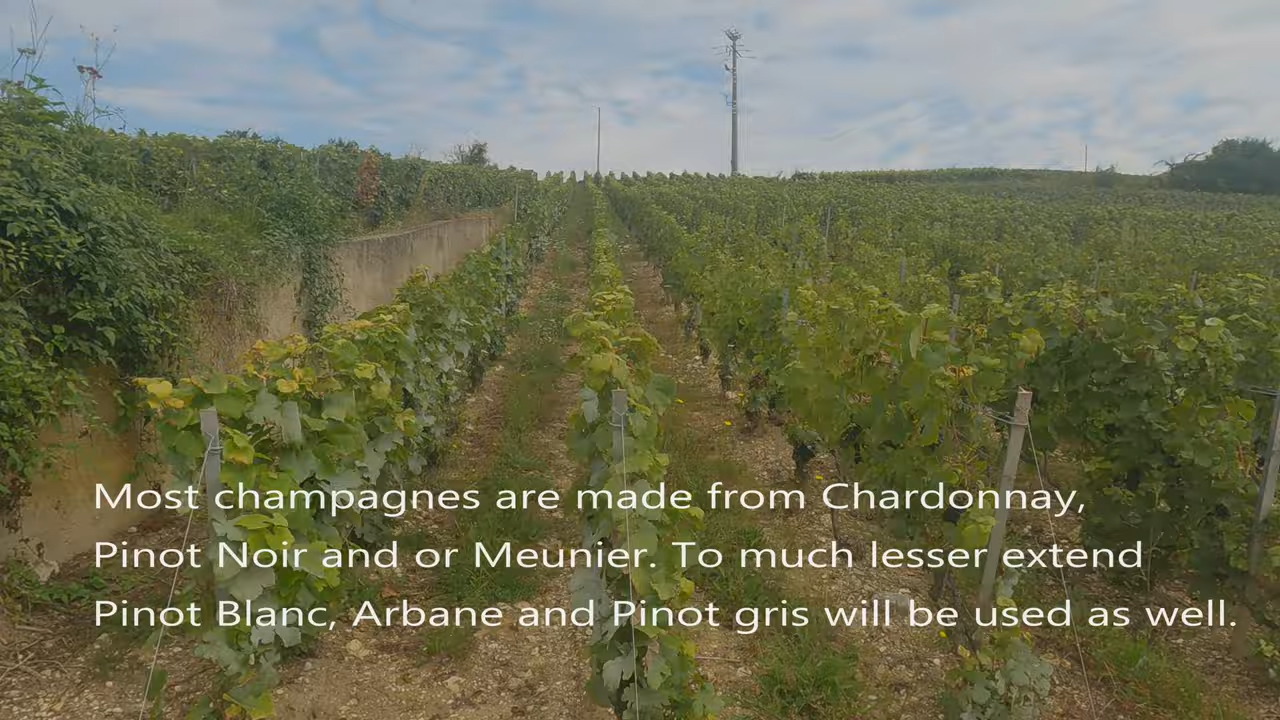 Most champagnes are made from Chardonnay,
Pinot Noir and or Meunier. To much lesser extend
Pinot Blanc, Arbane and Pinot gris will be used as well.